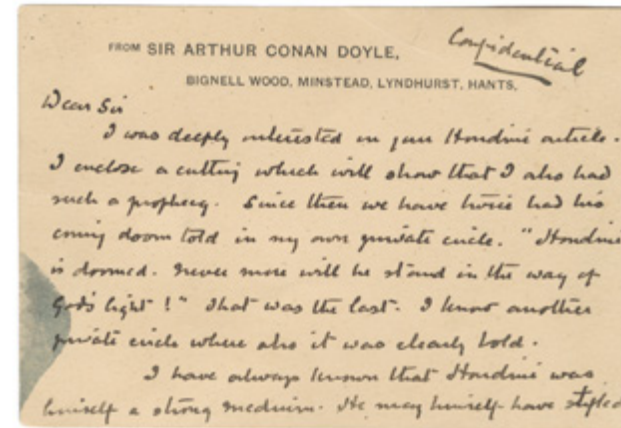 Confidential
FROM SIR ARTHUR CONAN DOYLE,
BIGNELL WOOD, MINSTEAD, LYNDHURST, HANTS.
Dear Sir
I was deeply interested in your Houdini article.
I enclose a cutting which will show that I also had
such a prophecy. Since then we have twice had his
coming doom told in my own private circle. "Houdini
is doomed. Never more will he stand in the way of
God's light!" That was the last. I know another
private circle where also it was clearly told.
I have always known that Houdini was
himself a strong medium. He may himself have stifled